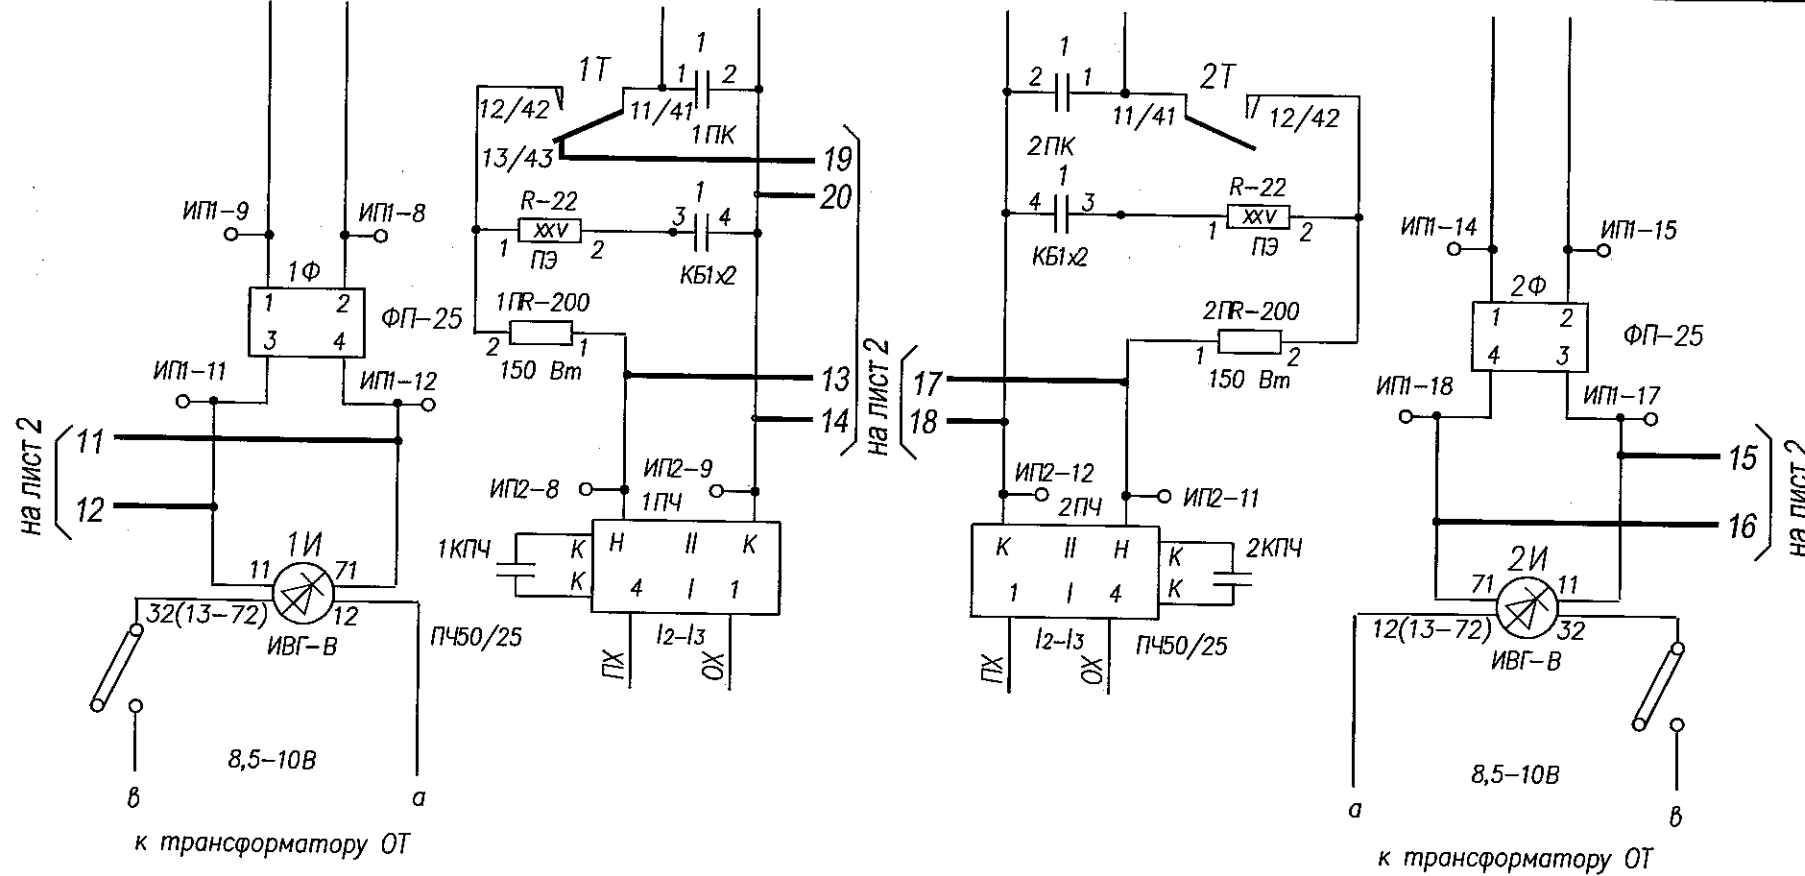 1
1Т
1 2
12/42 11/41
1ПК
13/43
19
20
1
R-22
XXV
1 2
ПЭ
3 4
КБ1х2
1ПR-200
2 1
150 Вт
13
14
на лист 2
ИП1-9 ИП1-8
1Ф
1 2
3 4
ФП-25
ИП1-11 ИП1-12
на лист 2
11
12
1И
11 71
32(13-72) 12
ИВГ-В
8,5-10В
в а
к трансформатору ОТ
ИП2-8 ИП2-9
1ПЧ
1КПЧ
К
К
Н II К
4 I 1
ПЧ50/25
I2-I3
ПХ ОХ
1
2 1
2Т
11/41 12/42
2ПК
1
4 3
КБ1х2
R-22
XXV
1 2
ПЭ
2ПR-200
1 2
150 Вт
17
18
ИП2-12 ИП2-11
2ПЧ
К II Н
1 I 4
К
К
2КПЧ
I2-I3
ПЧ50/25
ПХ ОХ
ИП1-14 ИП1-15
2Ф
1 2
4 3
ФП-25
ИП1-18 ИП1-17
15
16
на лист 2
2И
71 11
12(13-72) 32
ИВГ-В
8,5-10В
а в
к трансформатору ОТ